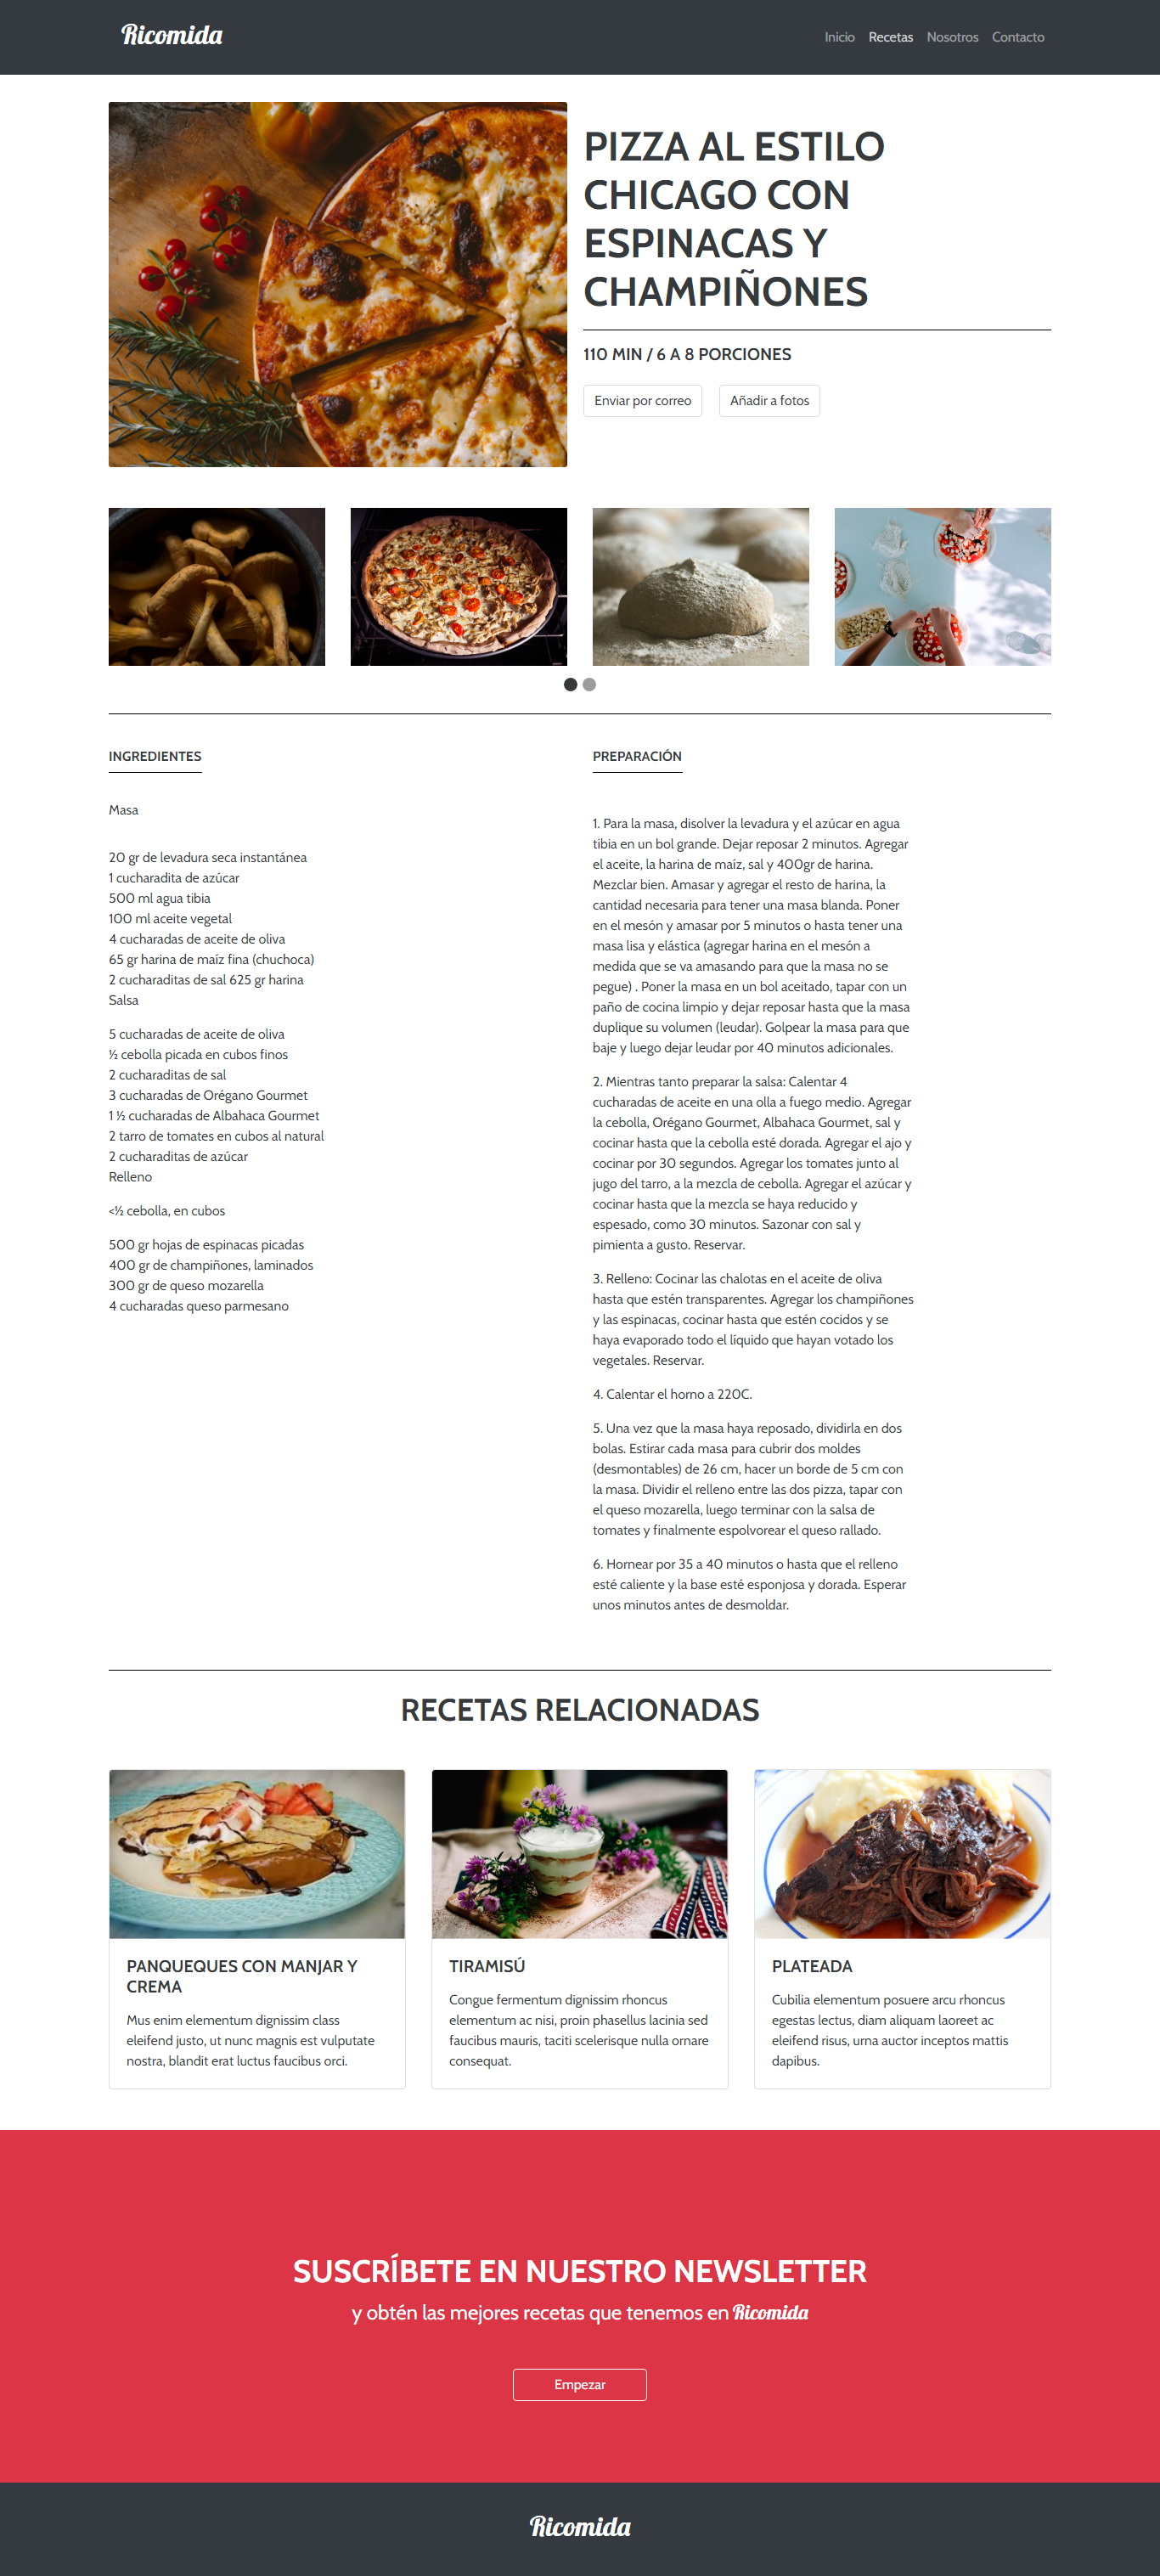 Ricomida
Inicio Recetas Nosotros Contacto
PIZZA AL ESTILO
CHICAGO CON
ESPINACAS Y
CHAMPIÑONES
110 MIN / 6 A 8 PORCIONES
Enviar por correo
Añadir a fotos
INGREDIENTES
Masa
20 gr de levadura seca instantánea
1 cucharadita de azúcar
500 ml agua tibia
100 ml aceite vegetal
4 cucharadas de aceite de oliva
65 gr harina de maíz fina (chuchoca)
2 cucharaditas de sal 625 gr harina
Salsa
5 cucharadas de aceite de oliva
½ cebolla picada en cubos finos
2 cucharaditas de sal
3 cucharadas de Orégano Gourmet
1 ½ cucharadas de Albahaca Gourmet
2 tarro de tomates en cubos al natural
2 cucharaditas de azúcar
Relleno
<½ cebolla, en cubos
500 gr hojas de espinacas picadas
400 gr de champiñones, laminados
300 gr de queso mozarella
4 cucharadas queso parmesano
PREPARACIÓN
1. Para la masa, disolver la levadura y el azúcar en agua
tibia en un bol grande. Dejar reposar 2 minutos. Agregar
el aceite, la harina de maíz, sal y 400gr de harina.
Mezclar bien. Amasar y agregar el resto de harina, la
cantidad necesaria para tener una masa blanda. Poner
en el mesón y amasar por 5 minutos o hasta tener una
masa lisa y elástica (agregar harina en el mesón a
medida que se va amasando para que la masa no se
pegue) . Poner la masa en un bol aceitado, tapar con un
paño de cocina limpio y dejar reposar hasta que la masa
duplique su volumen (leudar). Golpear la masa para que
baje y luego dejar leudar por 40 minutos adicionales.
2. Mientras tanto preparar la salsa: Calentar 4
cucharadas de aceite en una olla a fuego medio. Agregar
la cebolla, Orégano Gourmet, Albahaca Gourmet, sal y
cocinar hasta que la cebolla esté dorada. Agregar el ajo y
cocinar por 30 segundos. Agregar los tomates junto al
jugo del tarro, a la mezcla de cebolla. Agregar el azúcar y
cocinar hasta que la mezcla se haya reducido y
espesado, como 30 minutos. Sazonar con sal y
pimienta a gusto. Reservar.
3. Relleno: Cocinar las chalotas en el aceite de oliva
hasta que estén transparentes. Agregar los champiñones
y las espinacas, cocinar hasta que estén cocidos y se
haya evaporado todo el líquido que hayan votado los
vegetales. Reservar.
4. Calentar el horno a 220C.
5. Una vez que la masa haya reposado, dividirla en dos
bolas. Estirar cada masa para cubrir dos moldes
(desmontables) de 26 cm, hacer un borde de 5 cm con
la masa. Dividir el relleno entre las dos pizza, tapar con
el queso mozarella, luego terminar con la salsa de
tomates y finalmente espolvorear el queso rallado.
6. Hornear por 35 a 40 minutos o hasta que el relleno
esté caliente y la base esté esponjosa y dorada. Esperar
unos minutos antes de desmoldar.
RECETAS RELACIONADAS
PANQUEQUES CON MANJAR Y
CREMA
Mus enim elementum dignissim class
eleifend justo, ut nunc magnis est vulputate
nostra, blandit erat luctus faucibus orci.
TIRAMISÚ
Congue fermentum dignissim rhoncus
elementum ac nisi, proin phasellus lacinia sed
faucibus mauris, taciti scelerisque nulla ornare
consequat.
PLATEADA
Cubilia elementum posuere arcu rhoncus
egestas lectus, diam aliquam laoreet ac
eleifend risus, urna auctor inceptos mattis
dapibus.
SUSCRÍBETE EN NUESTRO NEWSLETTER
y obtén las mejores recetas que tenemos en Ricomida
Empezar
Ricomida